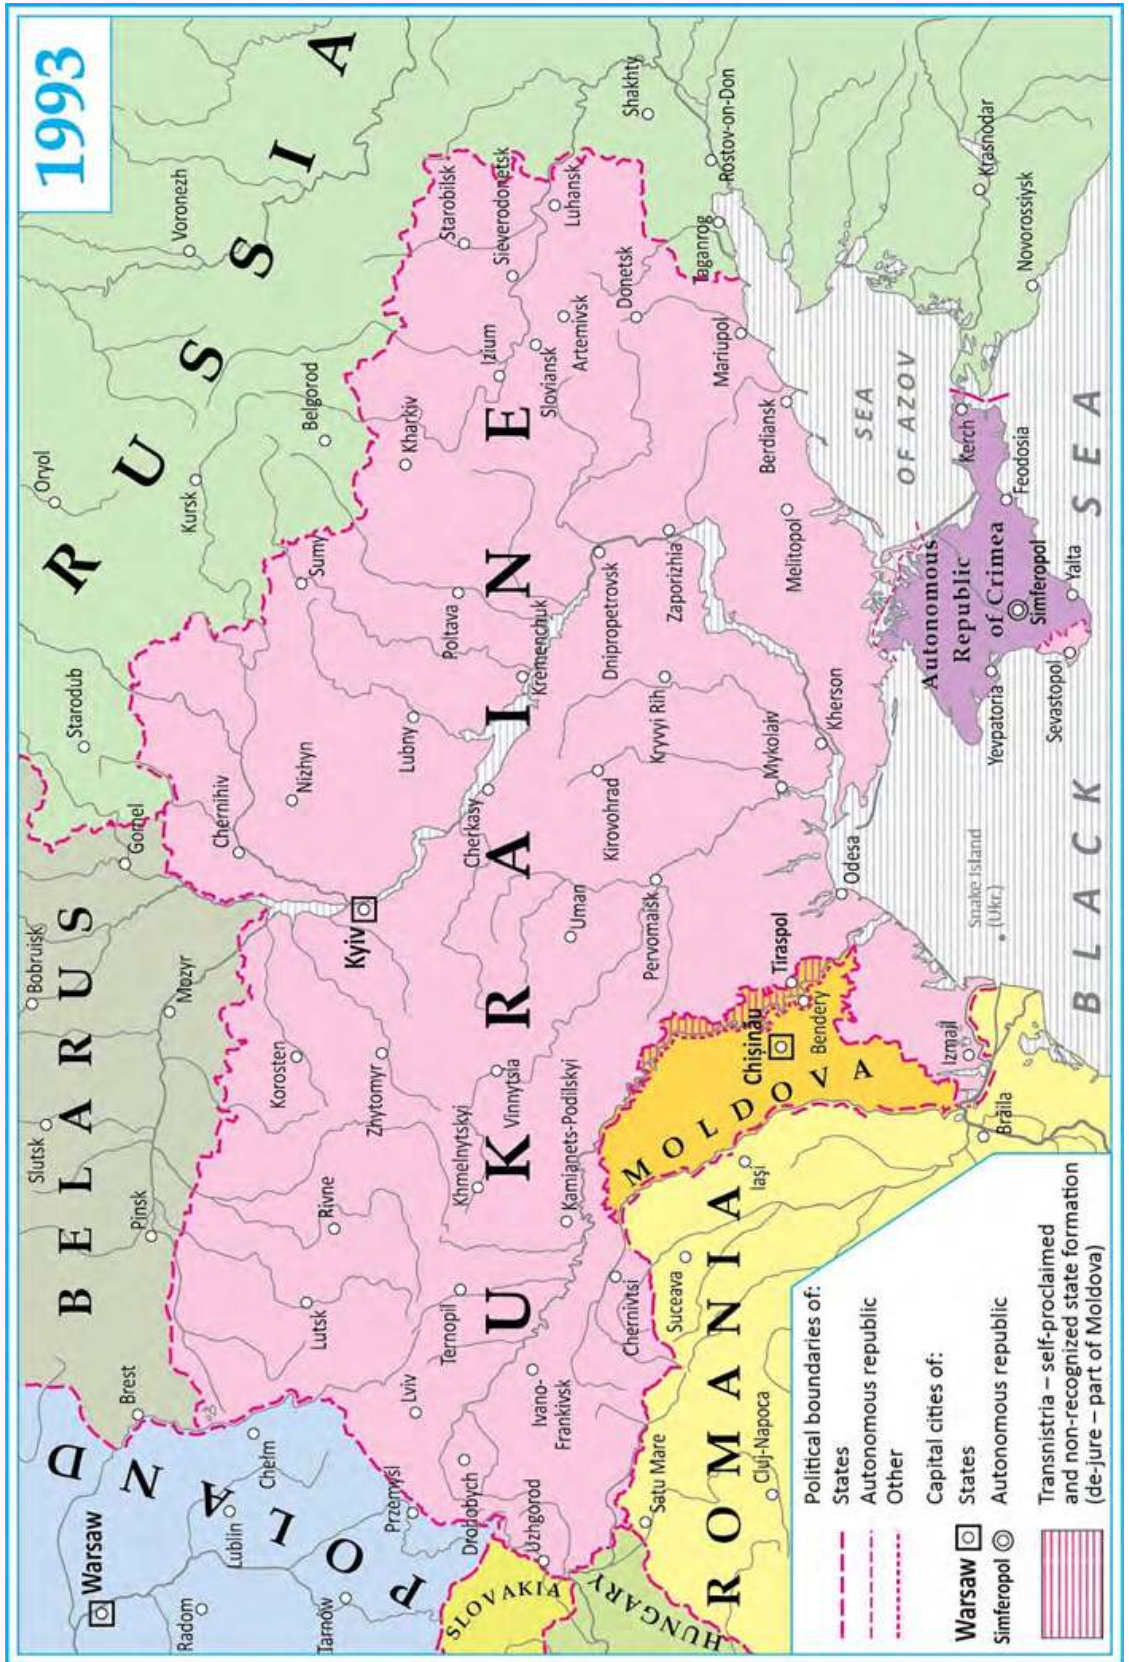 1993
RUSSIA
BELARUS
POLAND
UKRAINE
SLOVAKIA
HUNGARY
ROMANIA
MOLDOVA
SEA
OF AZOV
BLACK SEA
Autonomous
Republic
of Crimea
Simferopol
Snake Island
(Ukr.)
Warsaw
Radom
Lublin
Chełm
Tarnów
Przemyśl
Brest
Pinsk
Slutsk
Bobruisk
Mozyr
Gomel
Starodub
Oryol
Kursk
Belgorod
Voronezh
Shakhty
Rostov-on-Don
Taganrog
Krasnodar
Novorossiysk
Lutsk
Rivne
Korosten
Zhytomyr
Kyiv
Chernihiv
Nizhyn
Sumy
Lubny
Poltava
Kharkiv
Izium
Starobilsk
Sieverodonetsk
Luhansk
Sloviansk
Artemivsk
Donetsk
Mariupol
Berdiansk
Melitopol
Zaporizhia
Dnipropetrovsk
Kremenchuk
Cherkasy
Kirovohrad
Kryvyi Rih
Mykolaiv
Kherson
Odesa
Uman
Pervomaisk
Vinnytsia
Khmelnytskyi
Kamianets-Podilskyi
Ternopil
Lviv
Drohobych
Ivano-
Frankivsk
Uzhgorod
Chernivtsi
Izmail
Tiraspol
Bendery
Chișinău
Iași
Suceava
Satu Mare
Cluj-Napoca
Brăila
Kerch
Feodosia
Yalta
Sevastopol
Yevpatoria
Political boundaries of:
States
Autonomous republic
Other
Capital cities of:
Warsaw States
Simferopol Autonomous republic
Transnistria – self-proclaimed
and non-recognized state formation
(de-jure – part of Moldova)